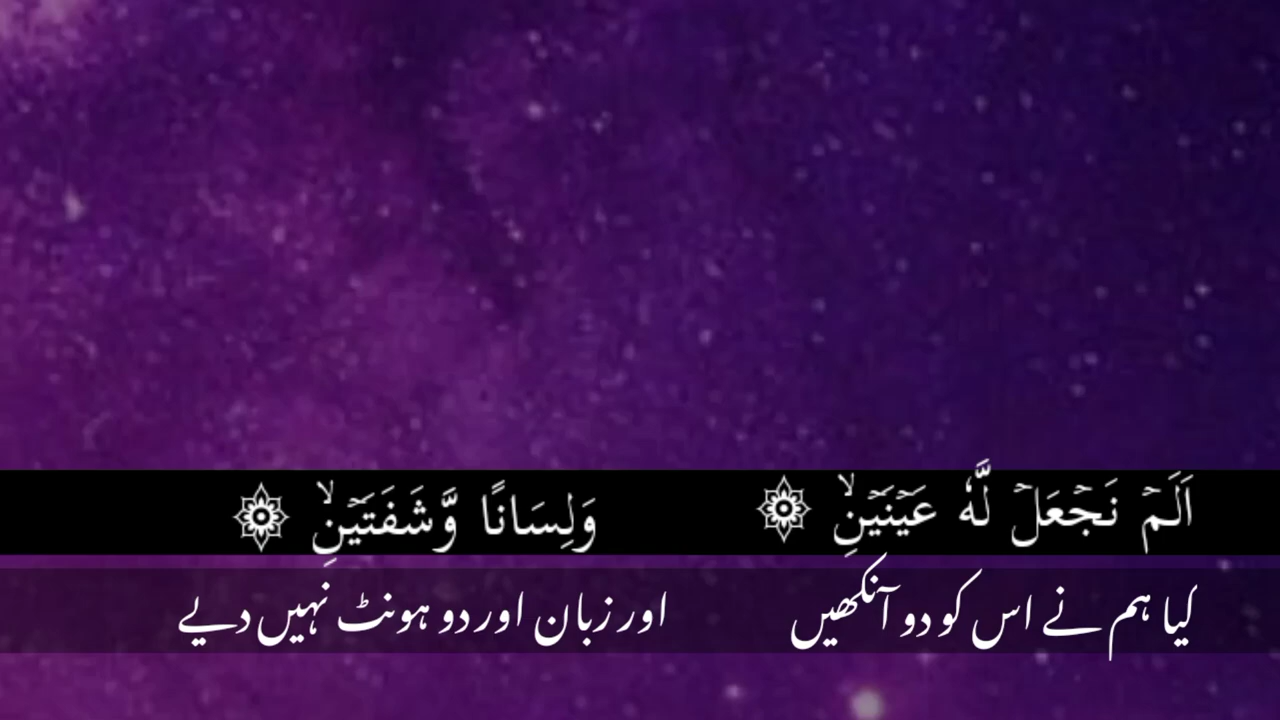 اَلَمۡ نَجۡعَلۡ لَّهٗ عَيۡنَيۡنِۙ ۞ وَلِسَانًا وَّشَفَتَيۡنِۙ ۞
کیا ہم نے اس کو دو آنکھیں اور زبان اور دو ہونٹ نہیں دیے